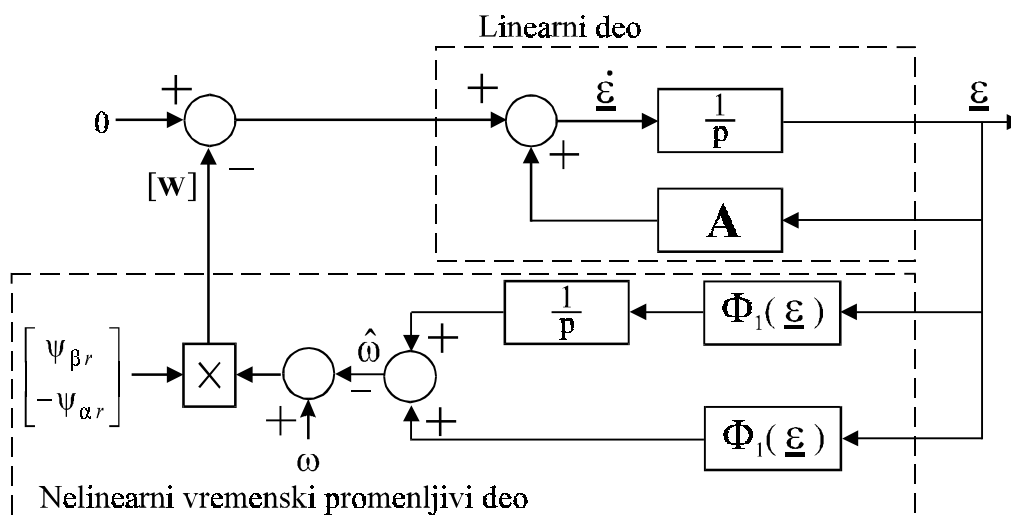 Linearni deo
+
+
ε̇
1
p
ε
0
−
+
[w]
A
1
p
Φ₁( ε )
+
ψβr
−ψαr
×
ω̂
−
+
+
Φ₁( ε )
ω
Nelinearni vremenski promenljivi deo